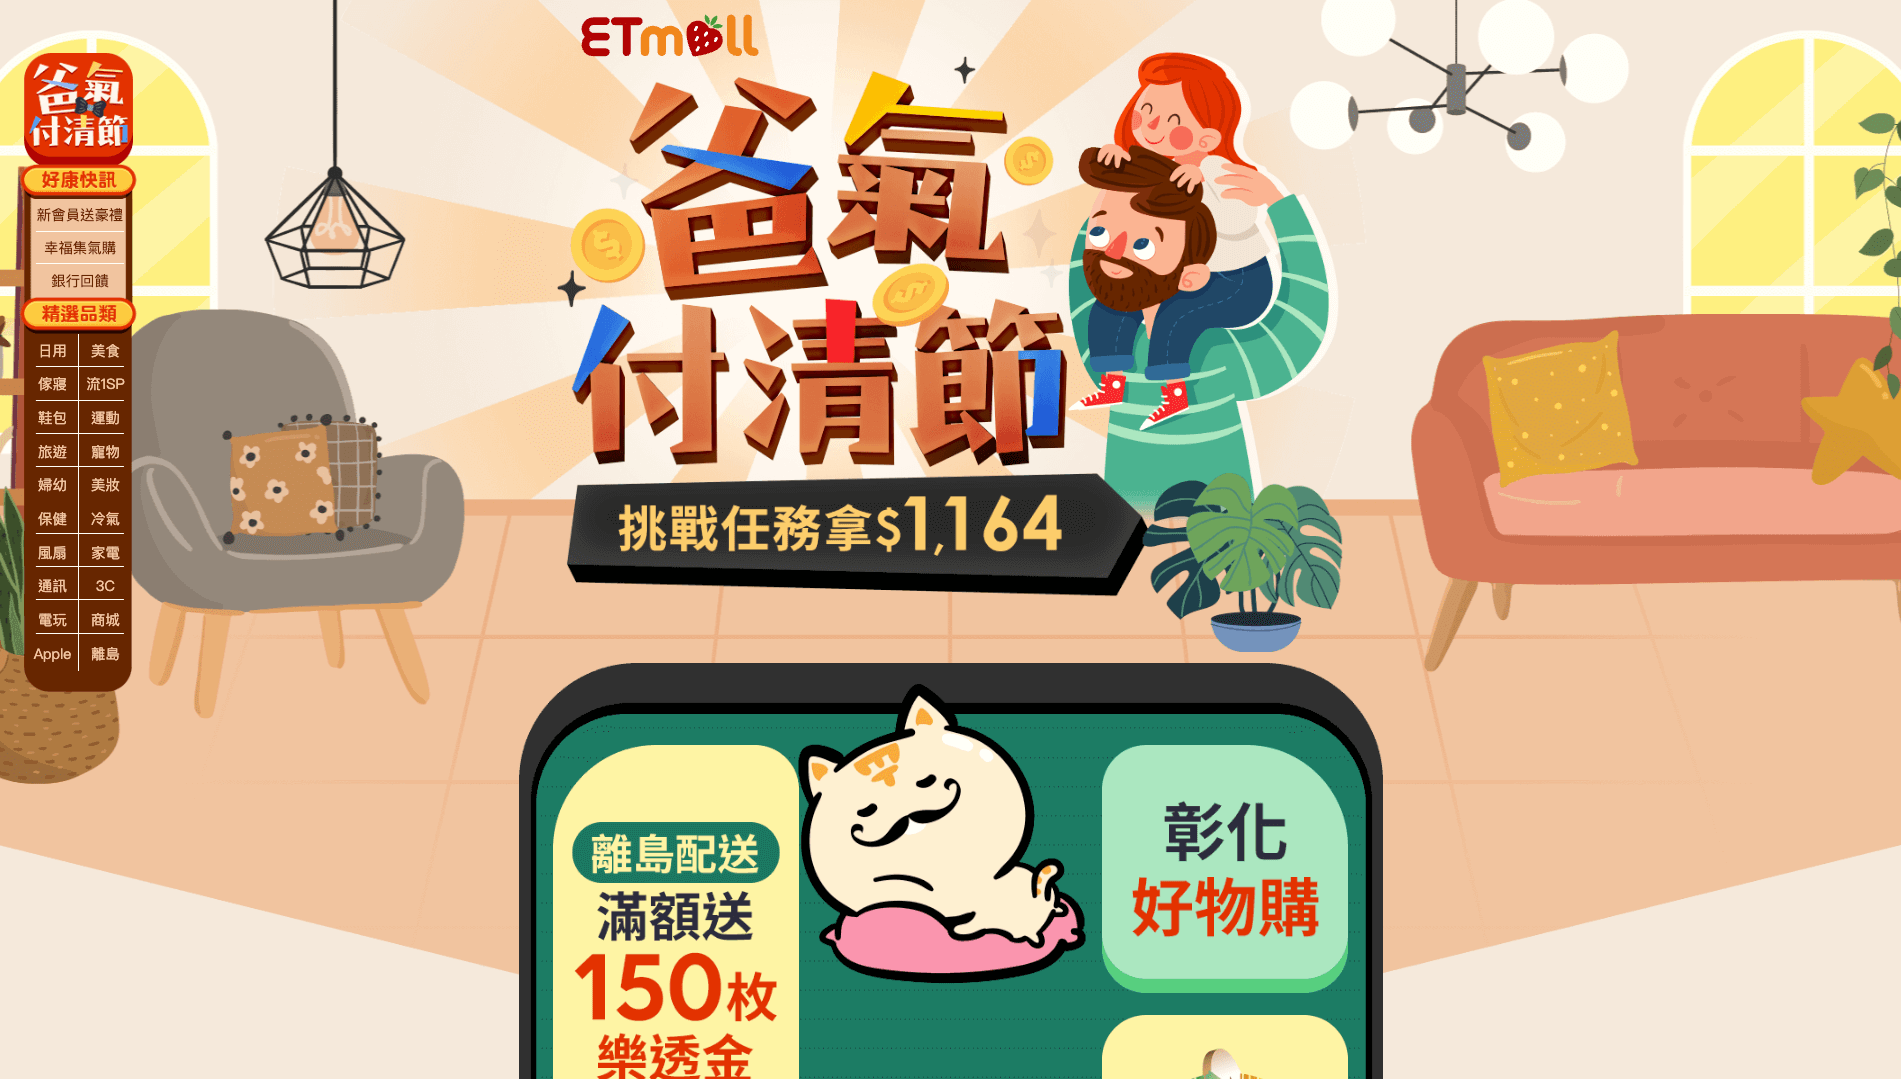 ETmall
爸氣
付清節
挑戰任務拿$1,164
爸氣
付清節
好康快訊
新會員送豪禮
幸福集氣購
銀行回饋
精選品類
日用 美食
傢寢 流1SP
鞋包 運動
旅遊 寵物
婦幼 美妝
保健 冷氣
風扇 家電
通訊 3C
電玩 商城
Apple 離島
離島配送
滿額送
150枚
樂透金
彰化
好物購